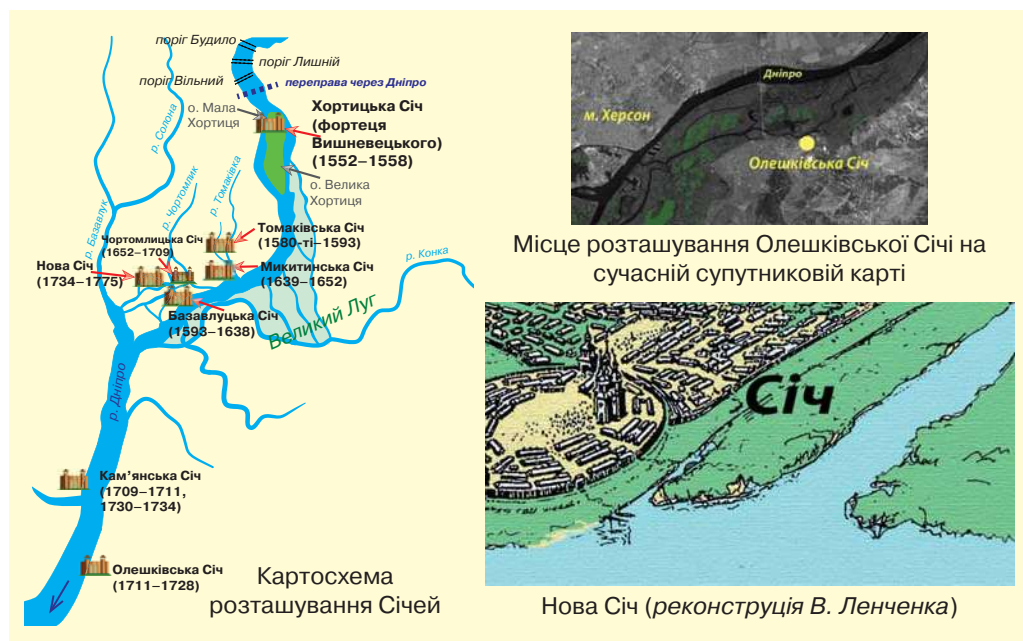 поріг Будило
поріг Лишній
поріг Вільний
переправа через Дніпро
о. Мала
Хортиця
Хортицька Січ
(фортеця
Вишневецького)
(1552–1558)
о. Велика
Хортиця
р. Солона
р. Чортомлик
р. Томаківка
р. Базавлук
Чортомлицька Січ
(1652–1709)
Томаківська Січ
(1580-ті–1593)
Нова Січ
(1734–1775)
Микитинська Січ
(1639–1652)
р. Конка
Базавлуцька Січ
(1593–1638)
Великий Луг
р. Дніпро
Кам’янська Січ
(1709–1711,
1730–1734)
Олешківська Січ
(1711–1728)
Картосхема
розташування Січей
Дніпро
м. Херсон
Олешківська Січ
Місце розташування Олешківської Січі на
сучасній супутниковій карті
Січ
Нова Січ (реконструкція В. Ленченка)